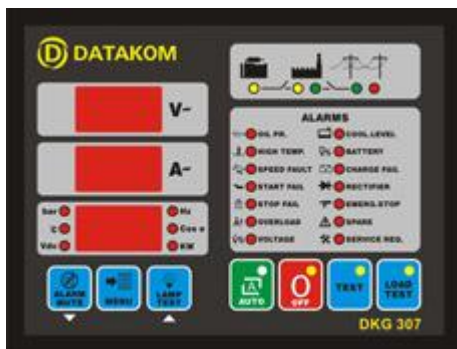 D DATAKOM
V~
A~
ALARMS
OIL PR. COOL.LEVEL
HIGH TEMP. BATTERY
SPEED FAULT CHARGE FAIL
START FAIL RECTIFIER
STOP FAIL EMERG.STOP
OVERLOAD SPARE
VOLTAGE SERVICE REQ.
bar Hz
°C Cos ø
Vdc KW
ALARM MUTE
MENU
LAMP TEST
A AUTO
O OFF
TEST
LOAD TEST
DKG 307